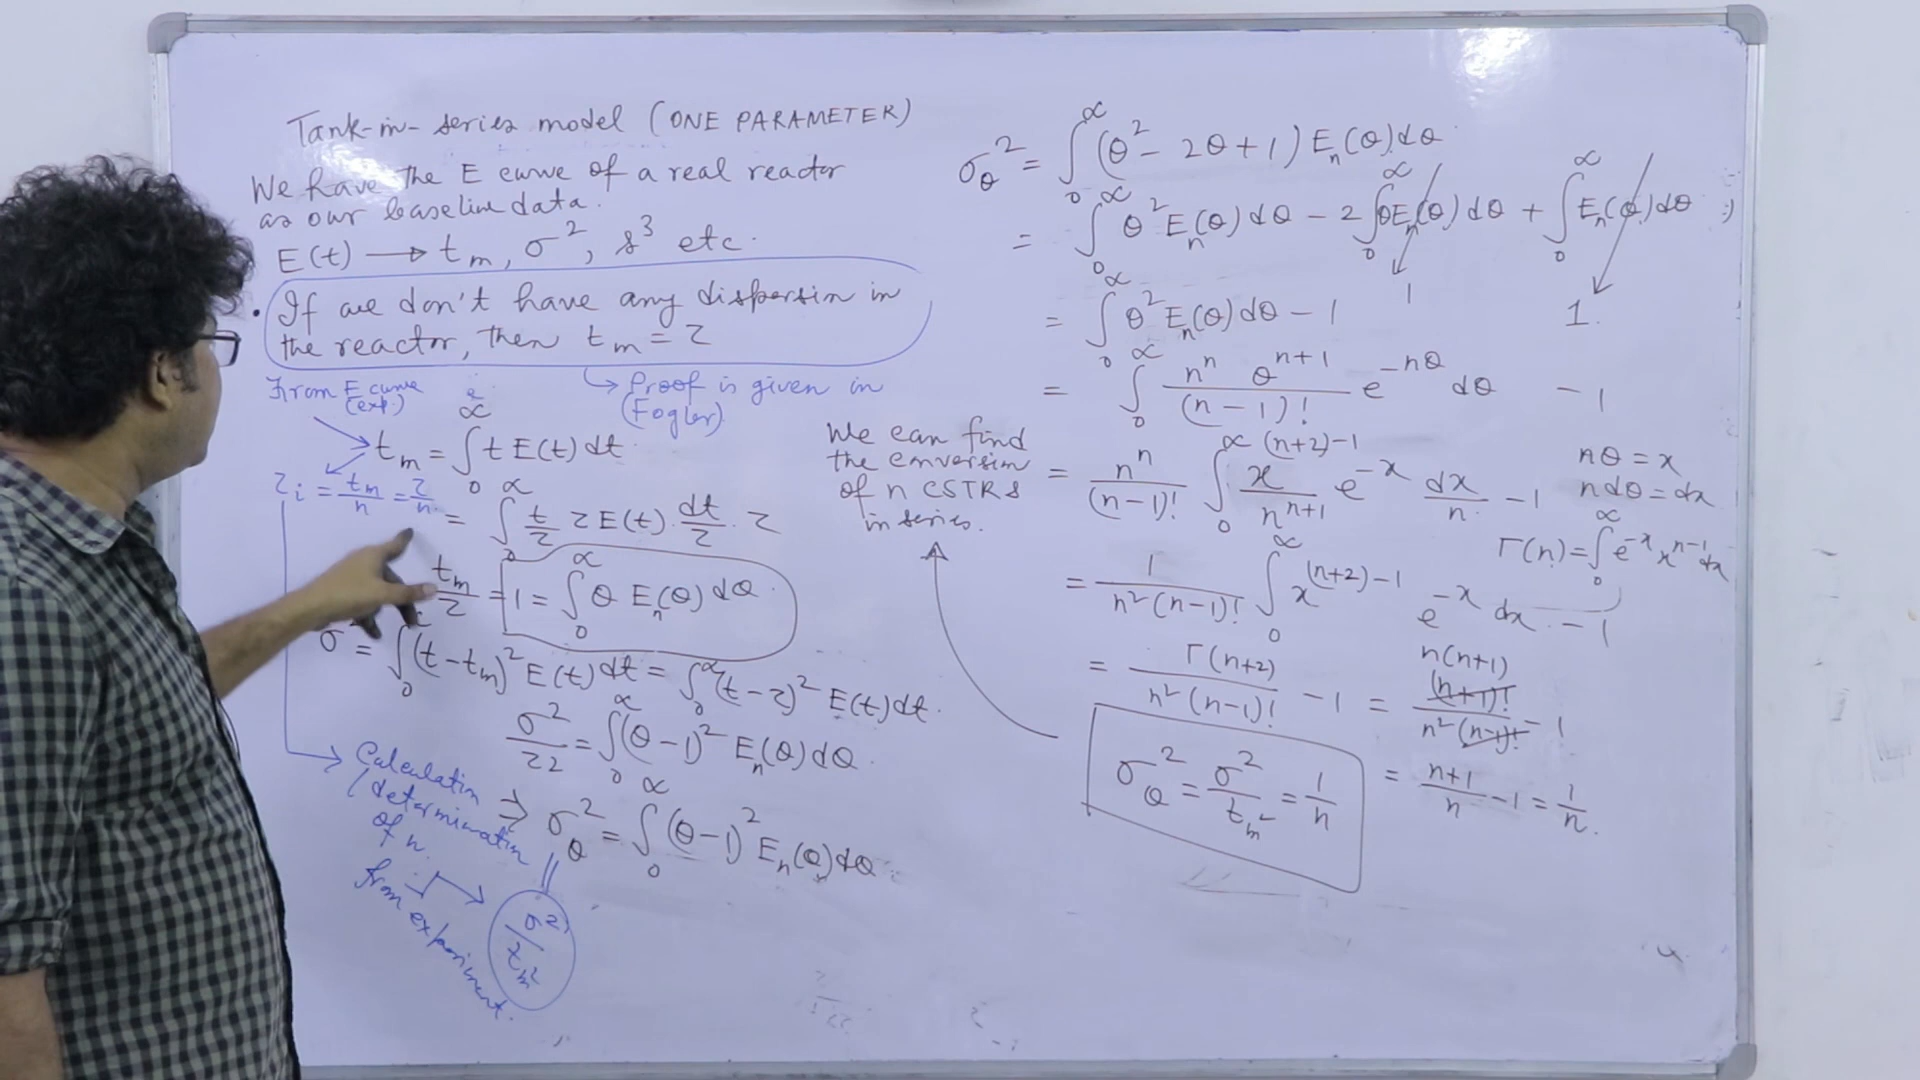 Tank-in-series model (ONE PARAMETER)
We have the E curve of a real reactor
as our baseline data.
E(t) → t_m, σ², s³ etc.
• If we don't have any dispersin in
the reactor, then t_m = τ
↳ Proof is given in
(Fogler)
From E curve
(exp.)
t_m = ∫₀^∝ t E(t) dt.
τ_i = t_m/n = τ/n.
= ∫₀^∝ t/τ τ E(t). dt/τ . τ
t_m/τ = 1 = ∫₀^∝ θ E_n(θ) dθ.
σ² = ∫₀ (t-t_m)² E(t) dt = ∫₀^∝ (t-τ)² E(t) dt.
σ²/τ² = ∫₀^∝ (θ-1)² E_n(θ) dθ.
⇒ σ_θ² = ∫₀^∝ (θ-1)² E_n(θ) dθ.
Calculation
/determination
of n.
from experiment.
σ²/t_m²
We can find
the conversion
of n CSTRs
in series.
σ_θ² = ∫₀^∝ (θ² - 2θ + 1) E_n(θ) dθ
= ∫₀^∝ θ² E_n(θ) dθ - 2 ∫₀^∝ θE_n(θ) dθ + ∫₀^∝ E_n(θ) dθ
1
1.
= ∫₀^∝ θ² E_n(θ) dθ - 1
= ∫₀^∝ n^n θ^(n+1)/(n-1)! e^(-nθ) dθ - 1
= n^n/(n-1)! ∫₀^∝ x^((n+2)-1)/n^(n+1) e^(-x) dx/n - 1
nθ = x
n dθ = dx
Γ(n) = ∫₀^∝ e^(-x) x^(n-1) dx
= 1/(n²(n-1)!) ∫₀^∝ x^((n+2)-1) e^(-x) dx - 1
= Γ(n+2)/(n²(n-1)!) - 1 = n(n+1) (n+1)!/(n²(n-1)!) - 1
= (n+1)/n - 1 = 1/n.
σ_θ² = σ²/t_m² = 1/n